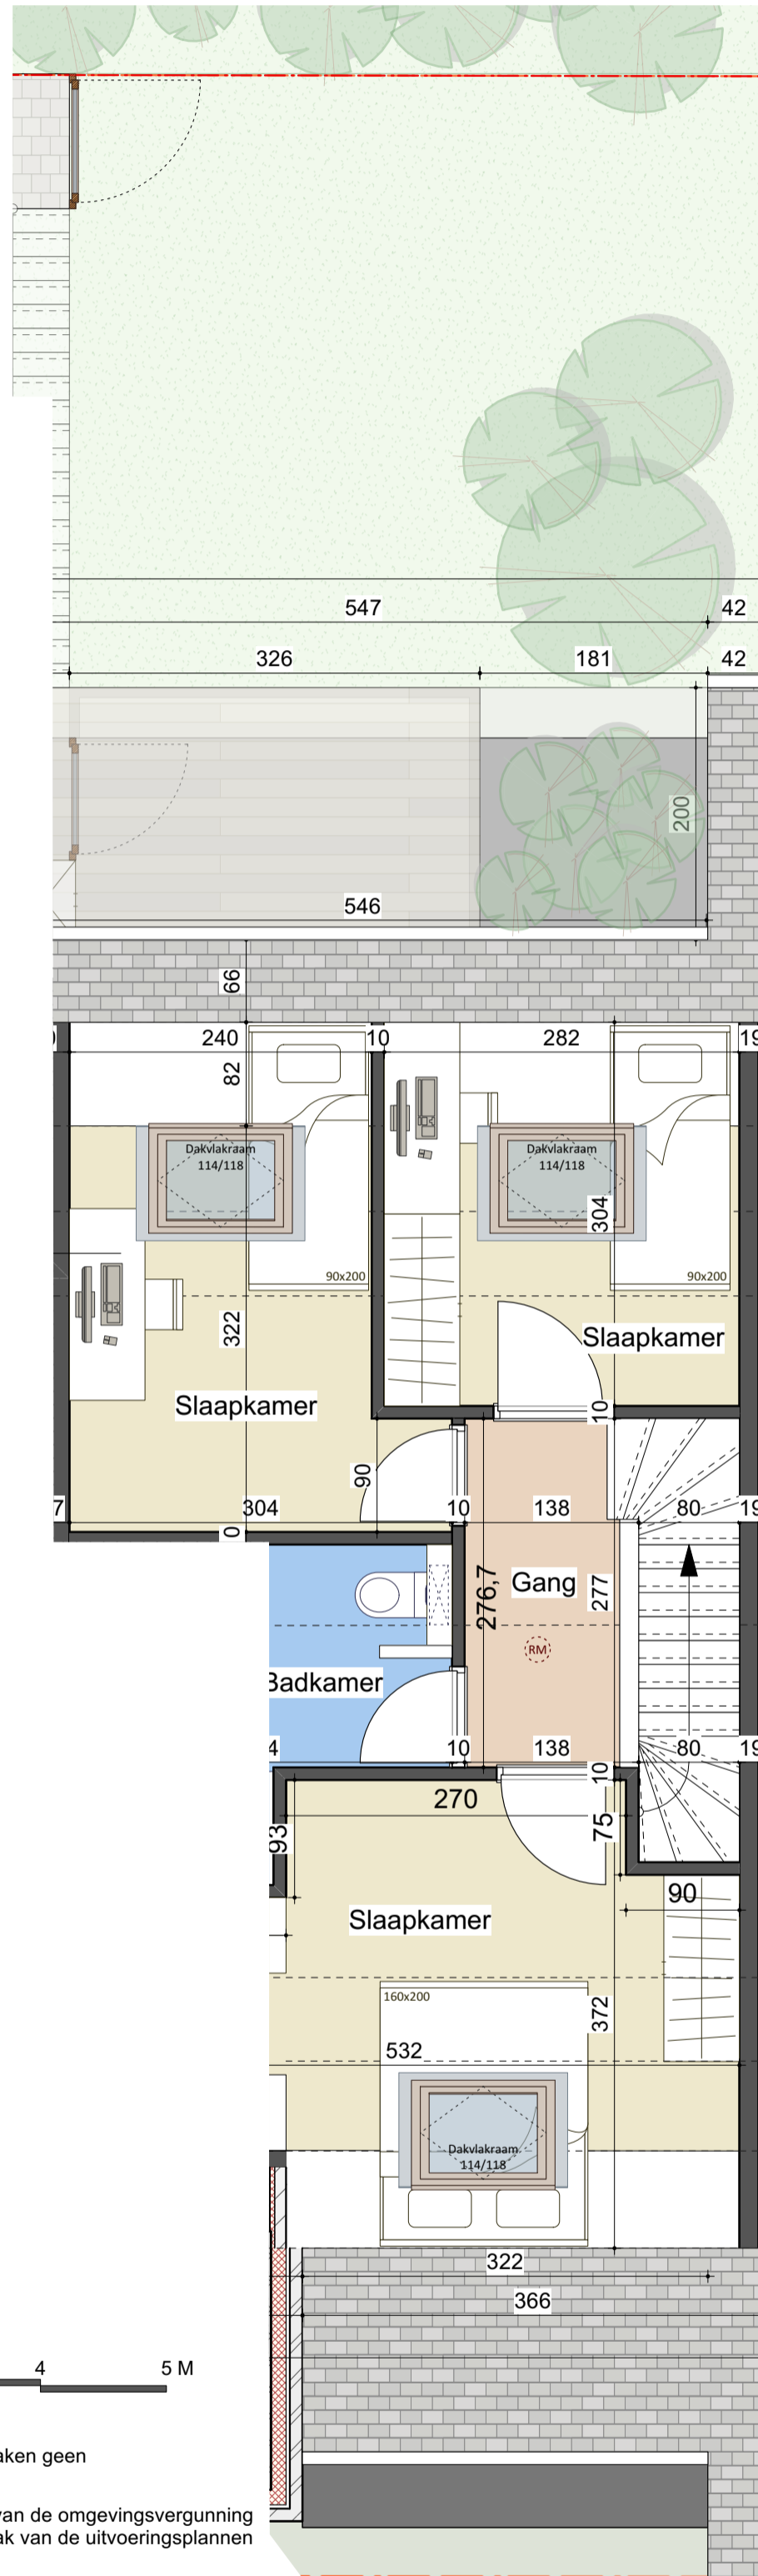 547 42
326 181 42
200
546
66
240 10 282 19
82
Dakvlakraam Dakvlakraam
114/118 114/118
304
90x200 90x200
322 Slaapkamer
Slaapkamer
10
90
7 304 10 138 80 19
0
276,7 Gang 277
RM
Badkamer
4 10 138 80 19
10
270
93 75
90
Slaapkamer
160x200
372
532
Dakvlakraam
114/118
322
366
4 5 M
aken geen
van de omgevingsvergunning
ak van de uitvoeringsplannen